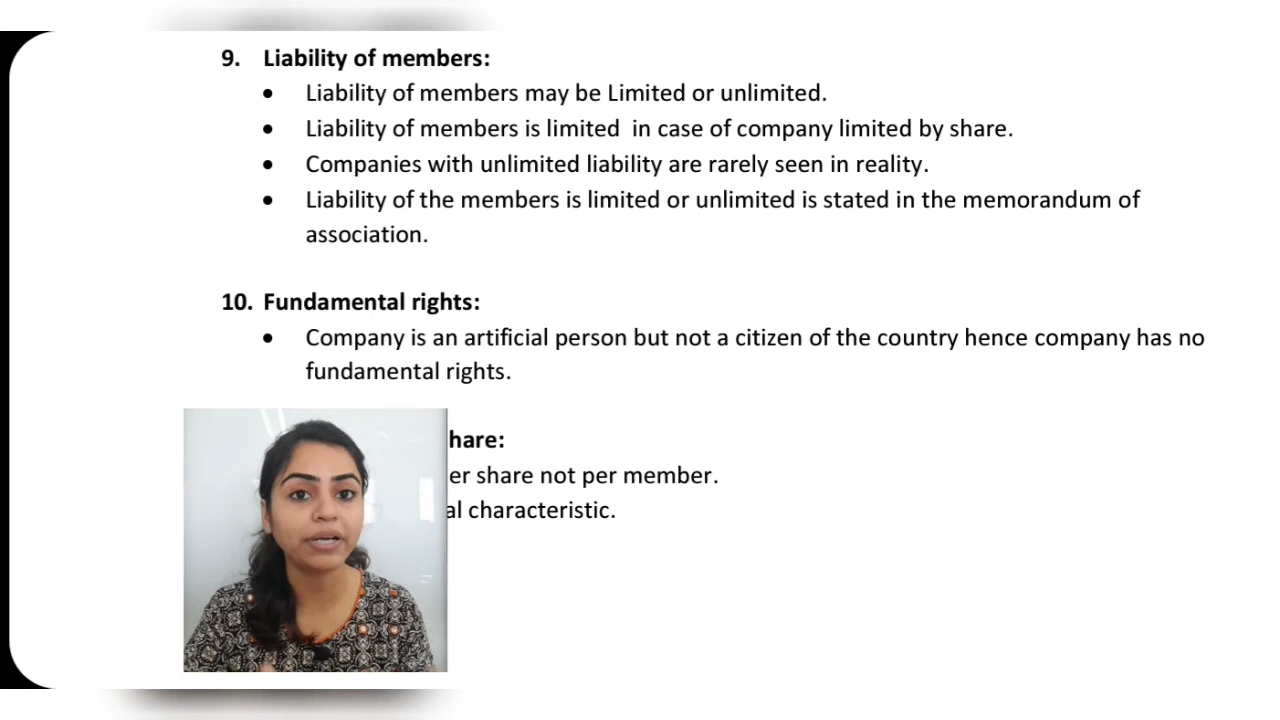 9. Liability of members:
• Liability of members may be Limited or unlimited.
• Liability of members is limited in case of company limited by share.
• Companies with unlimited liability are rarely seen in reality.
• Liability of the members is limited or unlimited is stated in the memorandum of
association.
10. Fundamental rights:
• Company is an artificial person but not a citizen of the country hence company has no
fundamental rights.
hare:
er share not per member.
al characteristic.